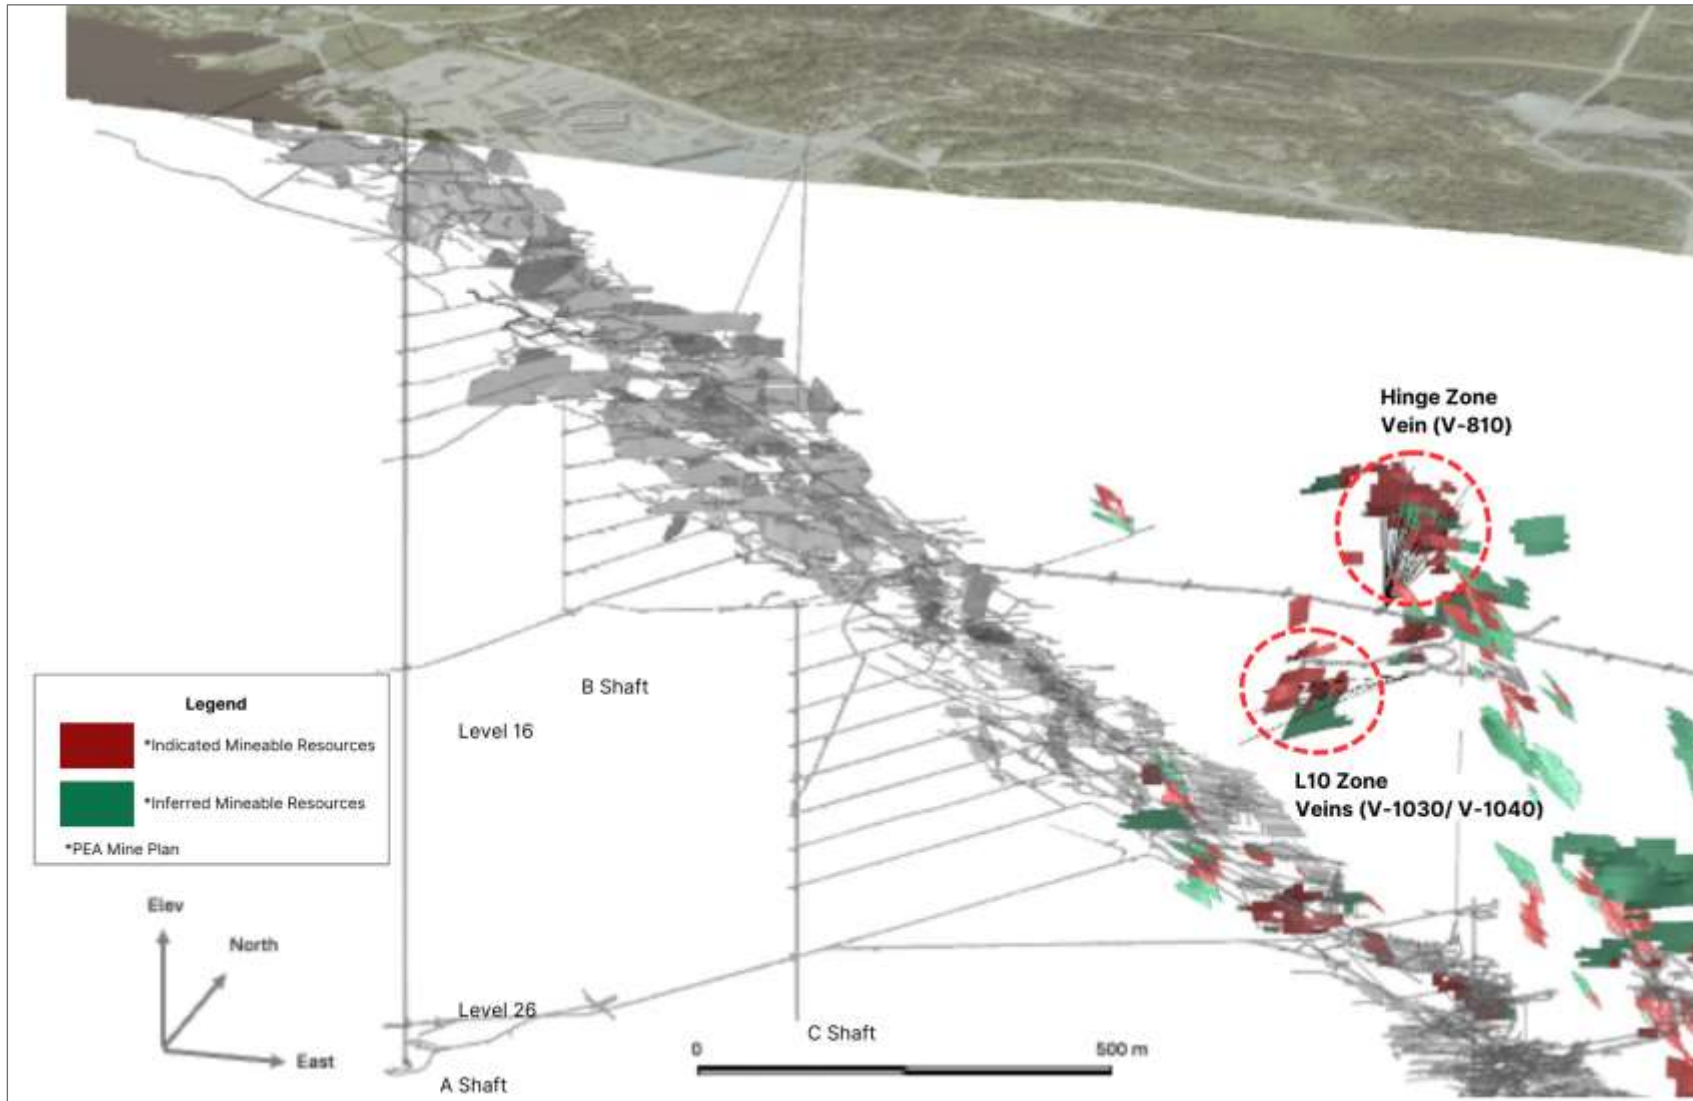 Hinge Zone
Vein (V-810)
B Shaft
Level 16
Legend
*Indicated Mineable Resources
*Inferred Mineable Resources
*PEA Mine Plan
L10 Zone
Veins (V-1030/ V-1040)
Elev
North
East
Level 26
A Shaft
C Shaft
0
500 m